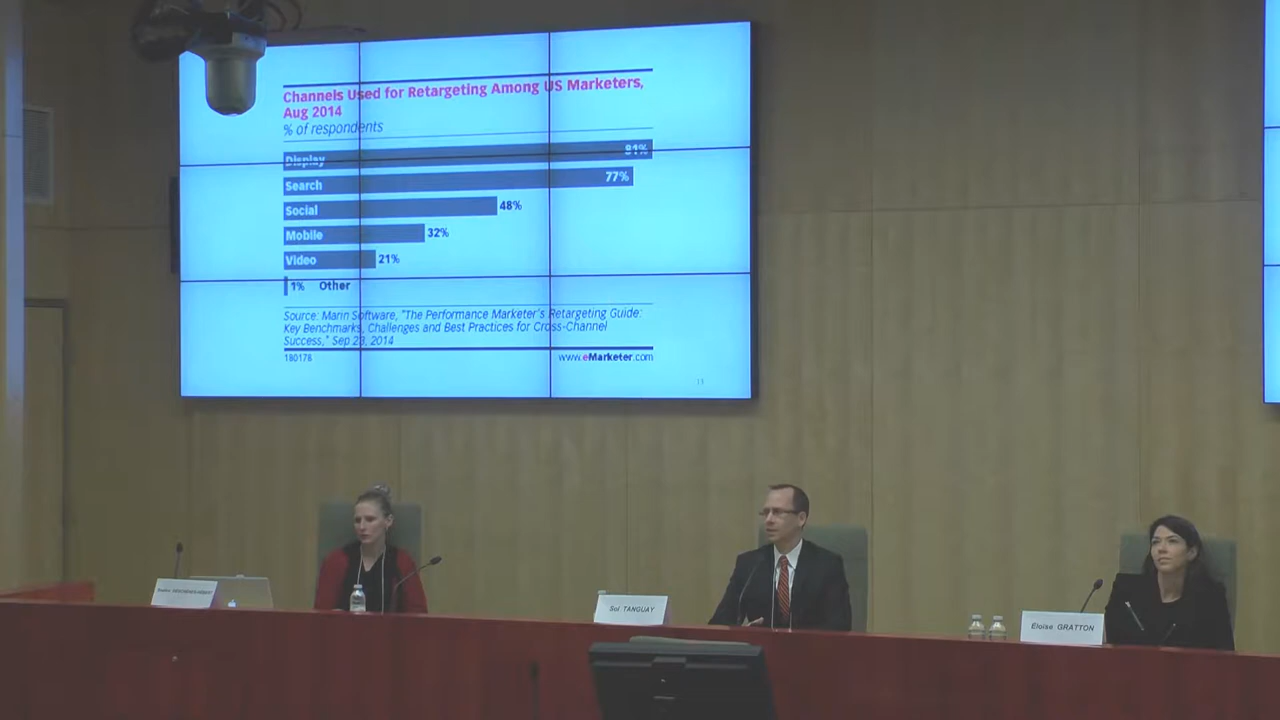 Channels Used for Retargeting Among US Marketers,
Aug 2014
% of respondents
Display 81%
Search 77%
Social 48%
Mobile 32%
Video 21%
1% Other
Source: Marin Software, "The Performance Marketer's Retargeting Guide:
Key Benchmarks, Challenges and Best Practices for Cross-Channel
Success," Sep 23, 2014
180178 www.eMarketer.com
13
Sol TANGUAY
Eloïse GRATTON